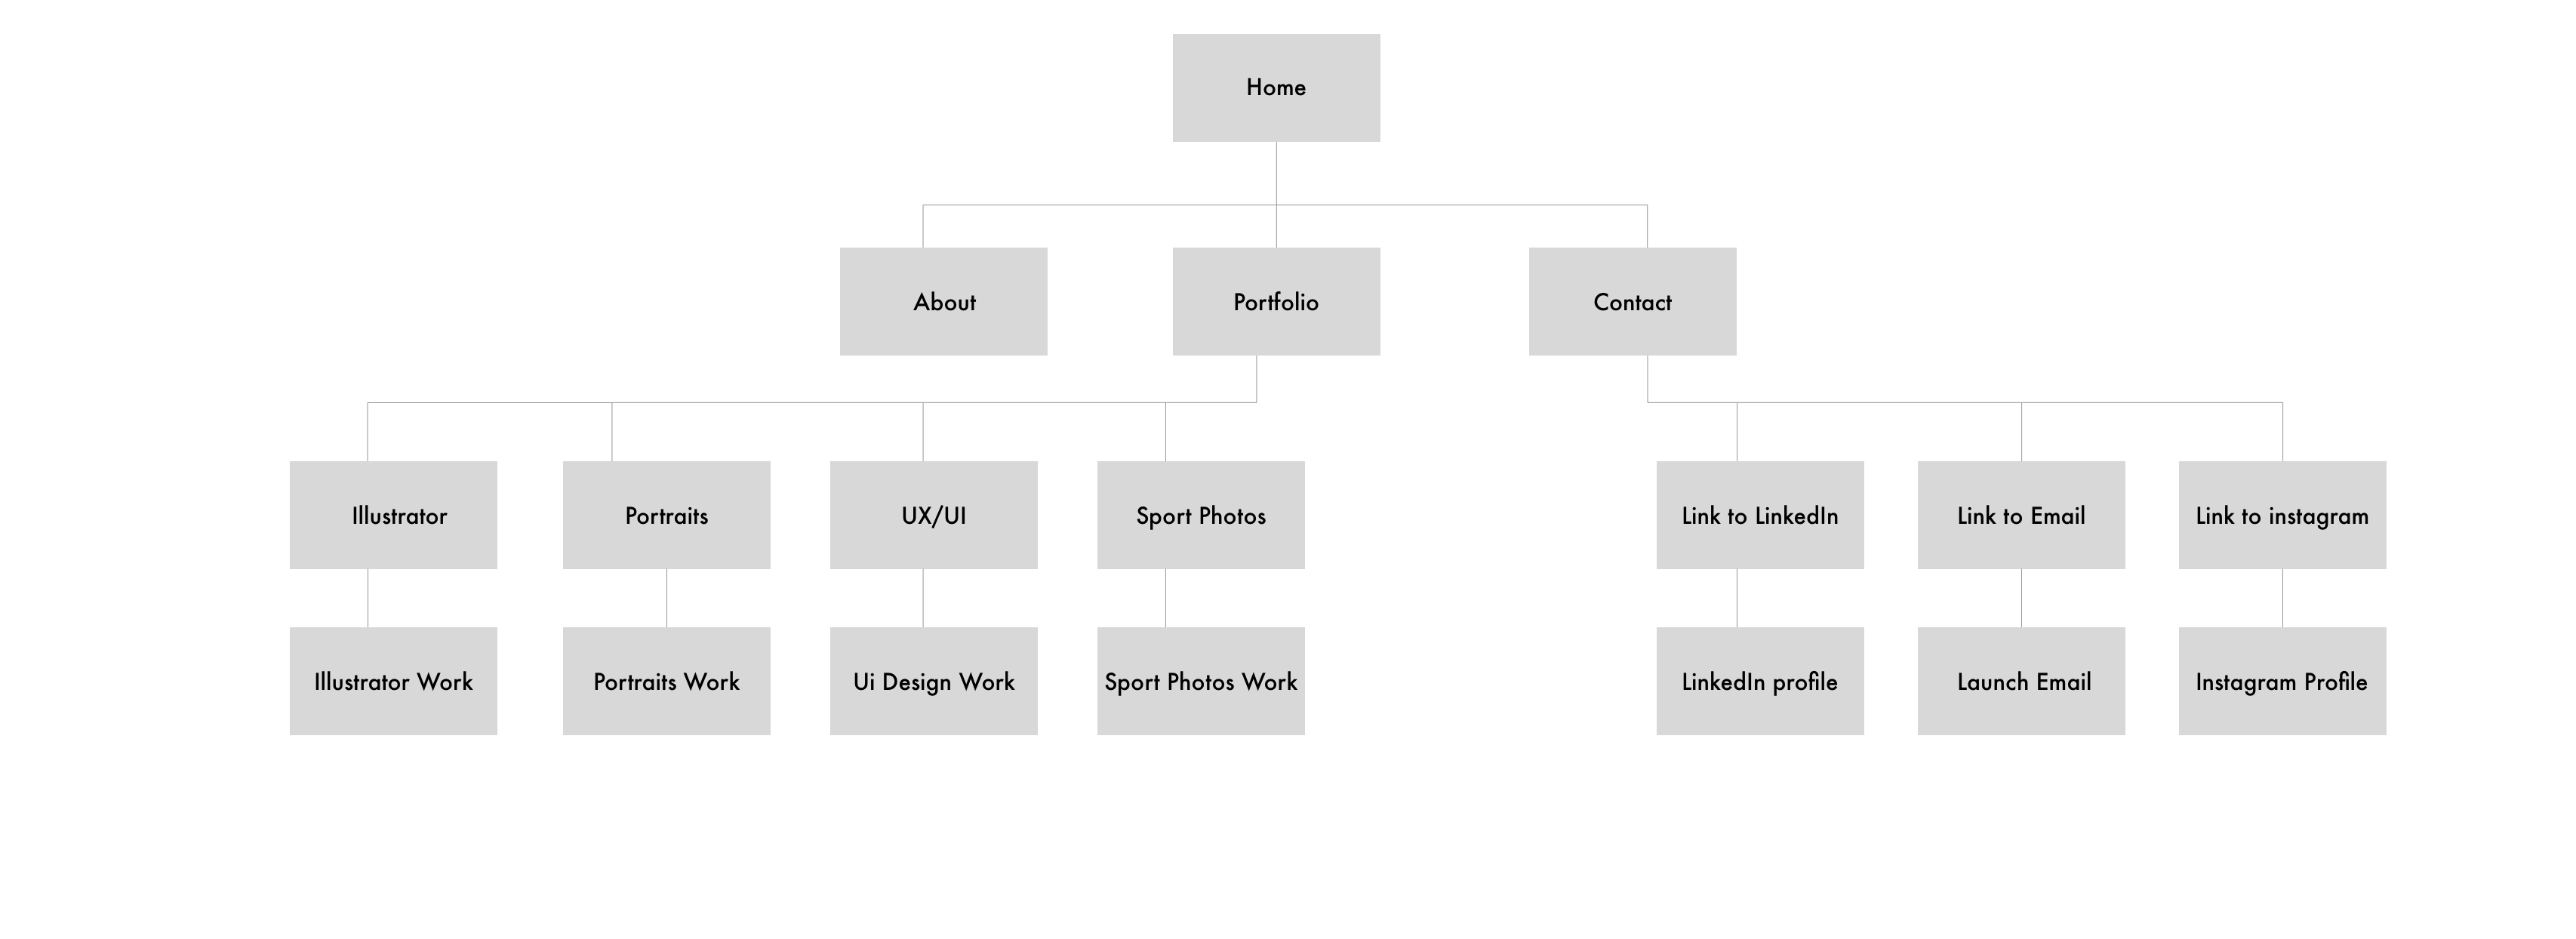 Home
About
Portfolio
Contact
Illustrator
Portraits
UX/UI
Sport Photos
Link to LinkedIn
Link to Email
Link to instagram
Illustrator Work
Portraits Work
Ui Design Work
Sport Photos Work
LinkedIn profile
Launch Email
Instagram Profile